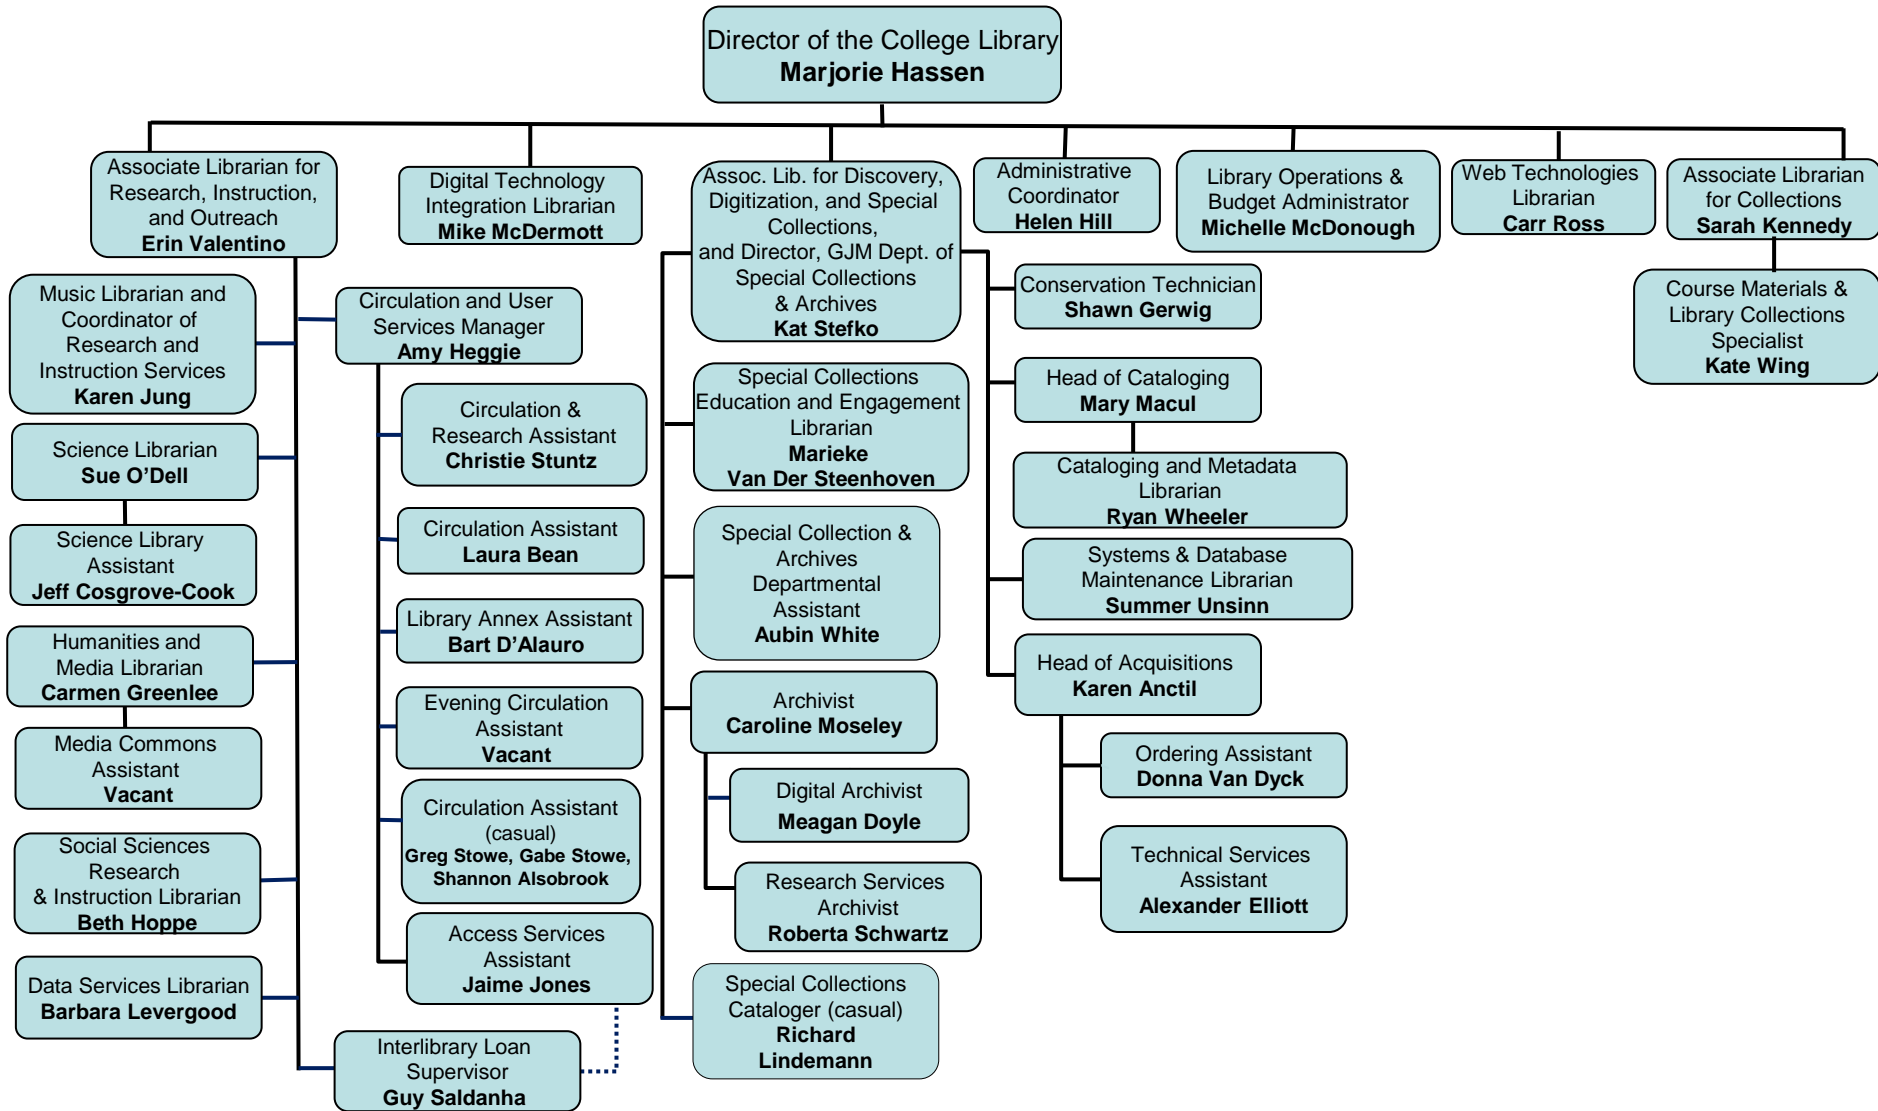 Director of the College Library
Marjorie Hassen
Associate Librarian for
Research, Instruction,
and Outreach
Erin Valentino
Digital Technology
Integration Librarian
Mike McDermott
Assoc. Lib. for Discovery,
Digitization, and Special
Collections,
and Director, GJM Dept. of
Special Collections
& Archives
Kat Stefko
Administrative
Coordinator
Helen Hill
Library Operations &
Budget Administrator
Michelle McDonough
Web Technologies
Librarian
Carr Ross
Associate Librarian
for Collections
Sarah Kennedy
Music Librarian and
Coordinator of
Research and
Instruction Services
Karen Jung
Science Librarian
Sue O’Dell
Science Library
Assistant
Jeff Cosgrove-Cook
Humanities and
Media Librarian
Carmen Greenlee
Media Commons
Assistant
Vacant
Social Sciences
Research
& Instruction Librarian
Beth Hoppe
Data Services Librarian
Barbara Levergood
Circulation and User
Services Manager
Amy Heggie
Circulation &
Research Assistant
Christie Stuntz
Circulation Assistant
Laura Bean
Library Annex Assistant
Bart D’Alauro
Evening Circulation
Assistant
Vacant
Circulation Assistant
(casual)
Greg Stowe, Gabe Stowe,
Shannon Alsobrook
Access Services
Assistant
Jaime Jones
Interlibrary Loan
Supervisor
Guy Saldanha
Special Collections
Education and Engagement
Librarian
Marieke
Van Der Steenhoven
Special Collection &
Archives
Departmental
Assistant
Aubin White
Archivist
Caroline Moseley
Digital Archivist
Meagan Doyle
Research Services
Archivist
Roberta Schwartz
Special Collections
Cataloger (casual)
Richard
Lindemann
Conservation Technician
Shawn Gerwig
Head of Cataloging
Mary Macul
Cataloging and Metadata
Librarian
Ryan Wheeler
Systems & Database
Maintenance Librarian
Summer Unsinn
Head of Acquisitions
Karen Anctil
Ordering Assistant
Donna Van Dyck
Technical Services
Assistant
Alexander Elliott
Course Materials &
Library Collections
Specialist
Kate Wing